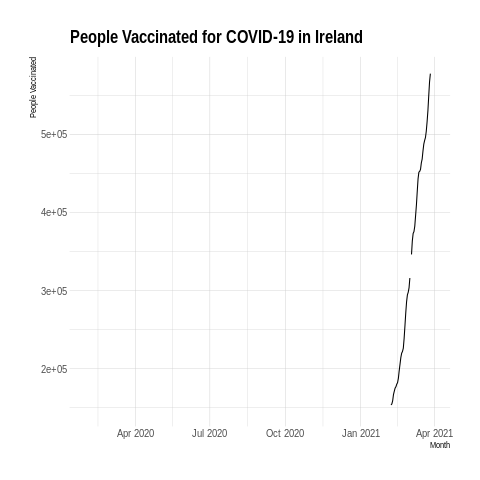 People Vaccinated for COVID-19 in Ireland
People Vaccinated
5e+05
4e+05
3e+05
2e+05
Apr 2020 Jul 2020 Oct 2020 Jan 2021 Apr 2021
Month